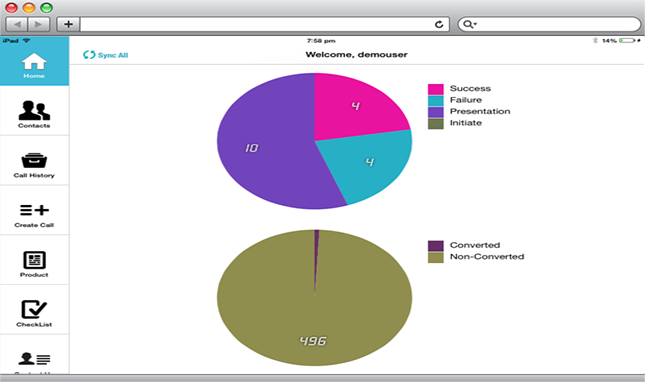 iPad
7:58 pm
14%
Sync All
Welcome, demouser
Home
Contacts
Call History
Create Call
Product
CheckList
4
4
10
Success
Failure
Presentation
Initiate
496
Converted
Non-Converted